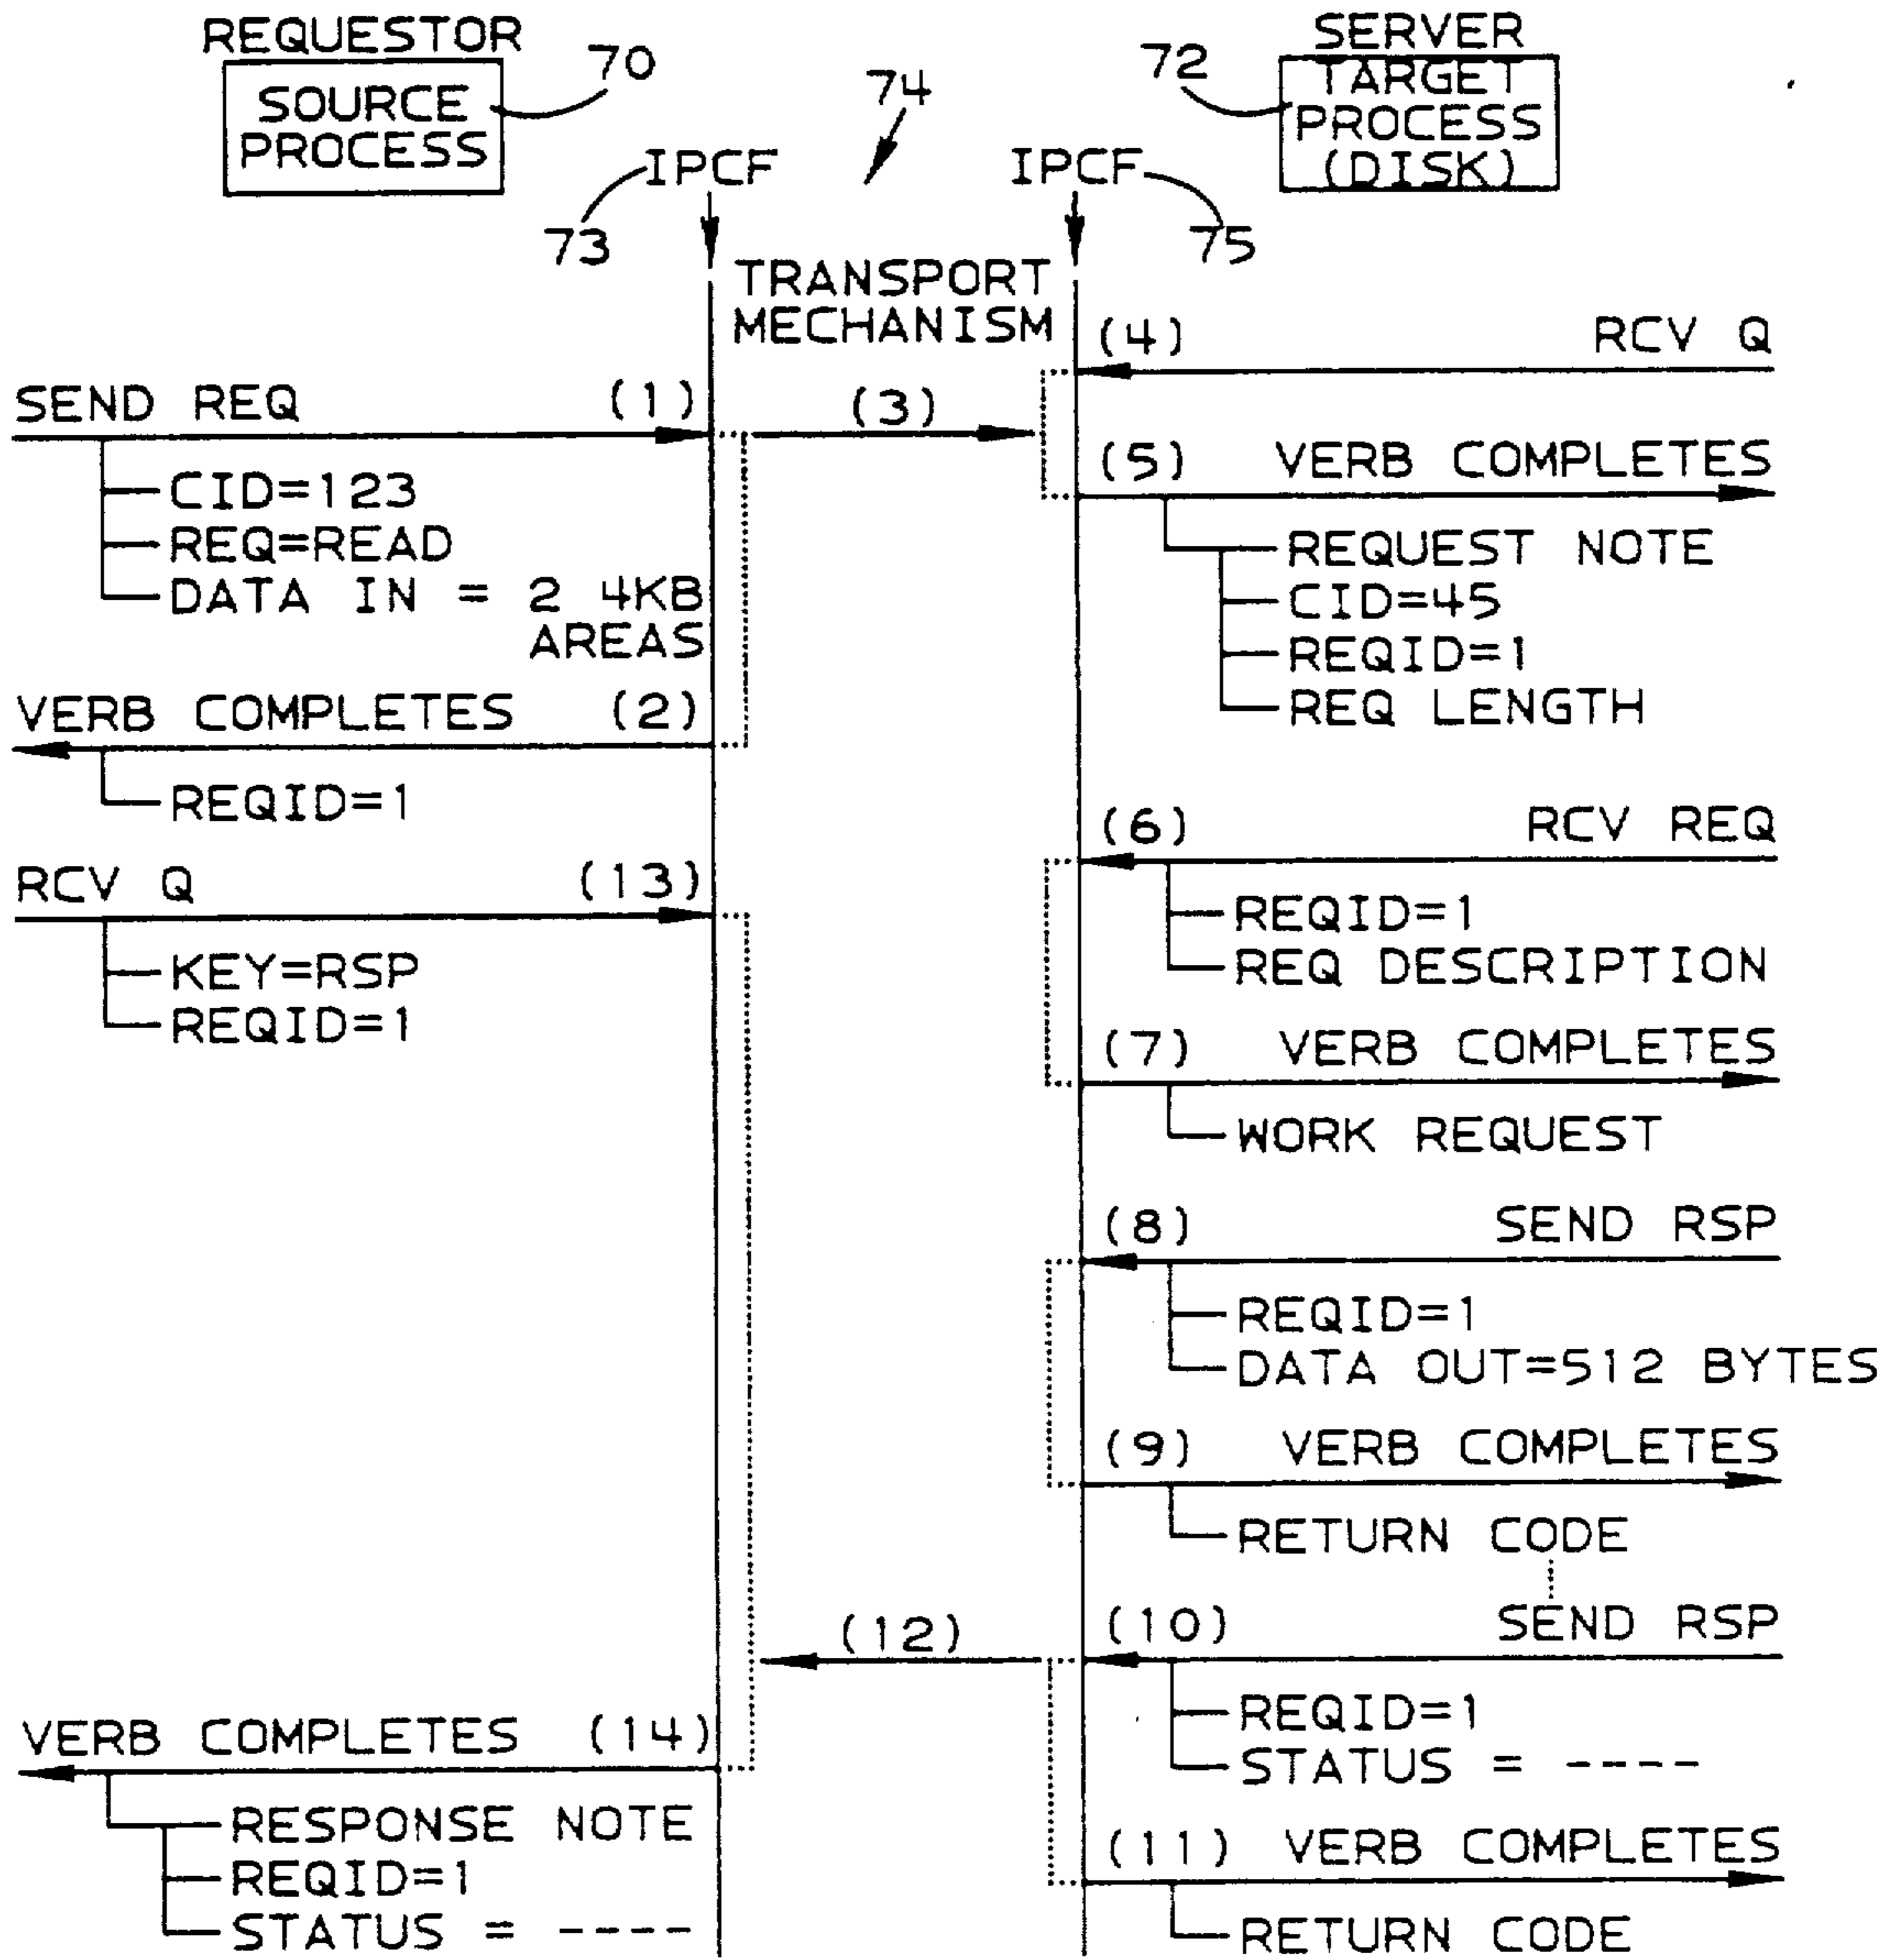 REQUESTOR
SERVER
70
72
74
SOURCE
PROCESS
TARGET
PROCESS
(DISK)
IPCF
IPCF
73
75
TRANSPORT
MECHANISM
(4) RCV Q
SEND REQ (1)
(3)
(5) VERB COMPLETES
CID=123
REQ=READ
DATA IN = 2 4KB
AREAS
REQUEST NOTE
CID=45
REQID=1
REQ LENGTH
VERB COMPLETES (2)
REQID=1
(6) RCV REQ
RCV Q (13)
REQID=1
REQ DESCRIPTION
KEY=RSP
REQID=1
(7) VERB COMPLETES
WORK REQUEST
(8) SEND RSP
REQID=1
DATA OUT=512 BYTES
(9) VERB COMPLETES
RETURN CODE
(10) SEND RSP
(12)
REQID=1
STATUS = ----
VERB COMPLETES (14)
RESPONSE NOTE
REQID=1
STATUS = ----
(11) VERB COMPLETES
RETURN CODE